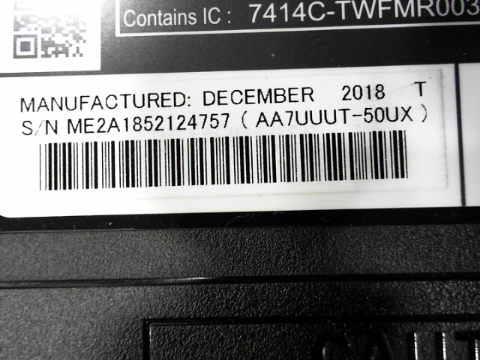 Contains IC : 7414C-TWFMR003
MANUFACTURED: DECEMBER 2018 T
S/N ME2A1852124757 ( AA7UUUT-50UX )